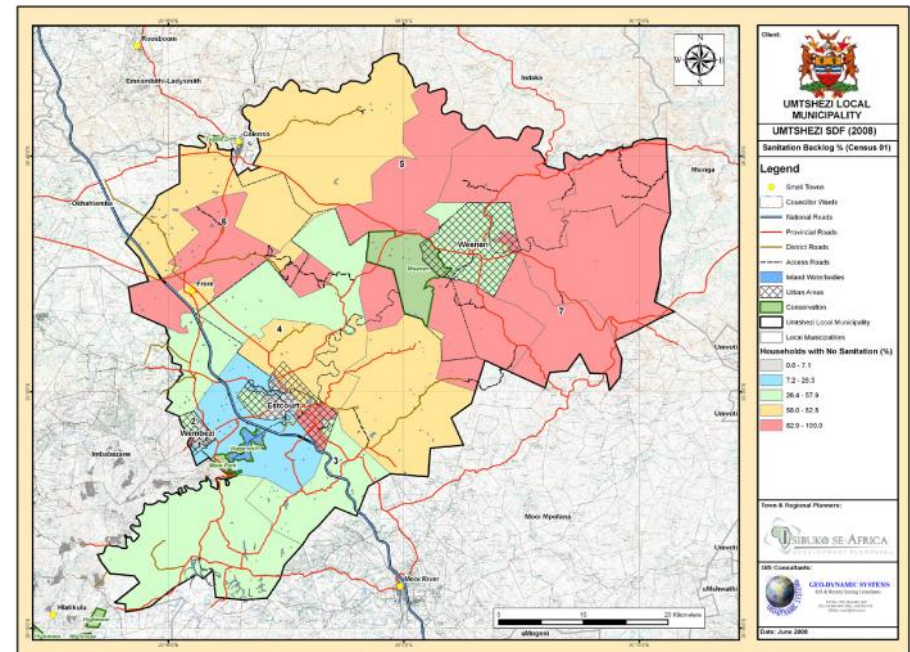 Roosboom
Emnambithi-Ladysmith
Indaka
Colenso
Msinga
Okhahlamba
5
6
Weenen
Frere
7
4
Umvoti
Estcourt
2
Wembezi
Imbabazane
3
Mooi Mpofana
Mooi River
uMshwathi
Hlatikulu
uMngeni
0
5
10
20 Kilometers
N
W
E
S
Client:
UMTSHEZI LOCAL
MUNICIPALITY
UMTSHEZI SDF (2008)
Sanitation Backlog % (Census 01)
Legend
Small Towns
Councillor Wards
National Roads
Provincial Roads
District Roads
Access Roads
Inland Waterbodies
Urban Areas
Conservation
Umtshezi Local Municipality
Local Municipalities
Households with No Sanitation (%)
0.0 - 7.1
7.2 - 26.3
26.4 - 57.9
58.0 - 82.8
82.9 - 100.0
Town & Regional Planners:
ISIBUKO SE-AFRICA
DEVELOPMENT PLANNERS
GIS Consultants:
GEO-DYNAMIC SYSTEMS
Date: June 2008